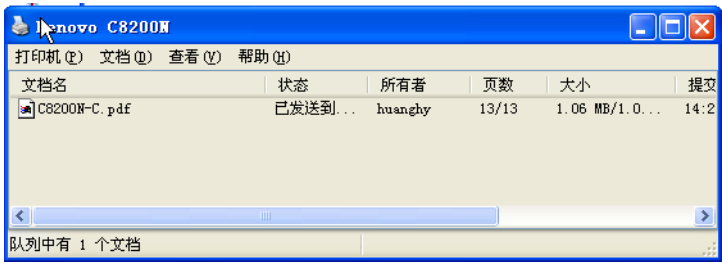 Lenovo C8200N
打印机(P) 文档(D) 查看(V) 帮助(H)
文档名 状态 所有者 页数 大小 提交
C8200N-C.pdf 已发送到... huanghy 13/13 1.06 MB/1.0... 14:2
队列中有 1 个文档